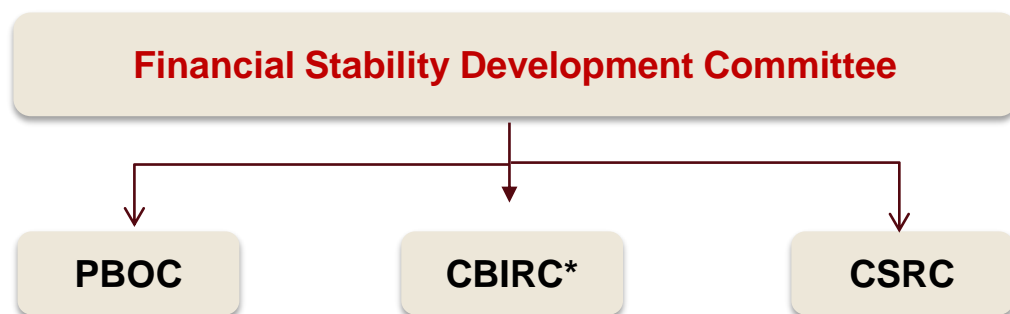 Financial Stability Development Committee
PBOC
CBIRC*
CSRC